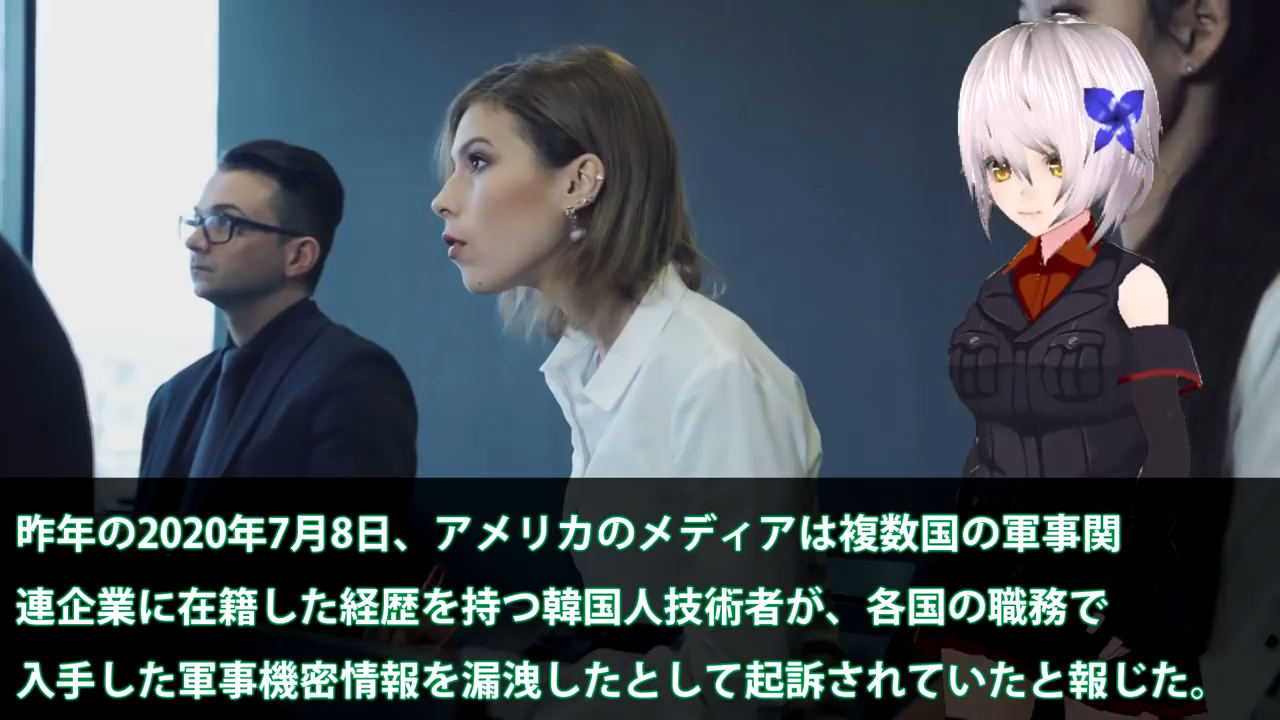 昨年の2020年7月8日、アメリカのメディアは複数国の軍事関
連企業に在籍した経歴を持つ韓国人技術者が、各国の職務で
入手した軍事機密情報を漏洩したとして起訴されていたと報じた。